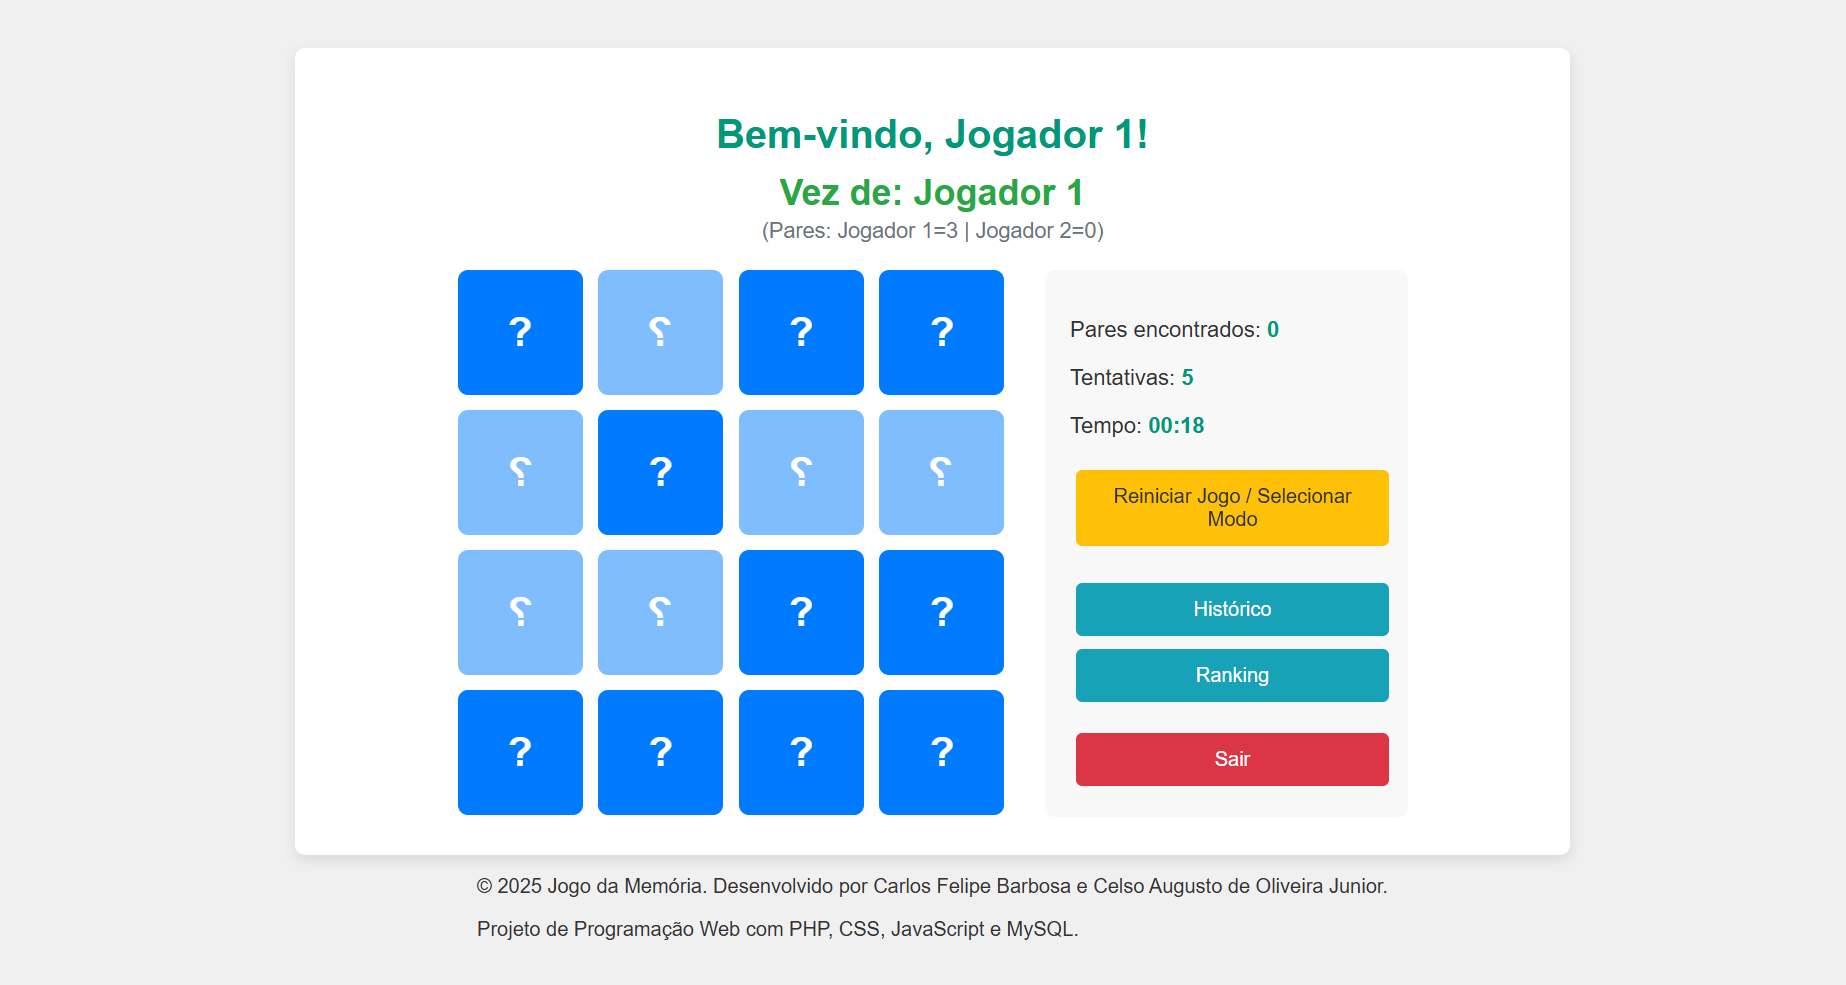 Bem-vindo, Jogador 1!
Vez de: Jogador 1
(Pares: Jogador 1=3 | Jogador 2=0)
? ? ? ?
? ? ? ?
? ? ? ?
? ? ? ?
Pares encontrados: 0
Tentativas: 5
Tempo: 00:18
Reiniciar Jogo / Selecionar
Modo
Histórico
Ranking
Sair
© 2025 Jogo da Memória. Desenvolvido por Carlos Felipe Barbosa e Celso Augusto de Oliveira Junior.
Projeto de Programação Web com PHP, CSS, JavaScript e MySQL.